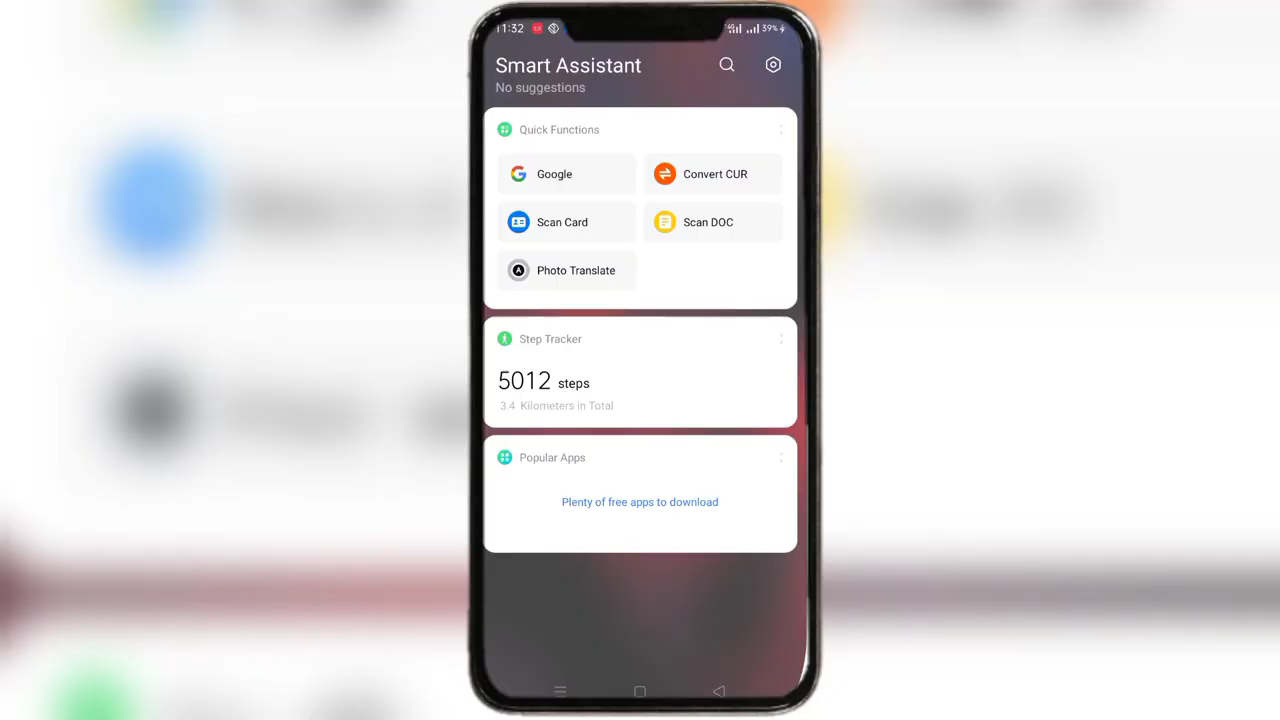 11:32
39%
Smart Assistant
No suggestions
Quick Functions
Google
Convert CUR
Scan Card
Scan DOC
Photo Translate
Step Tracker
5012 steps
3.4 Kilometers in Total
Popular Apps
Plenty of free apps to download